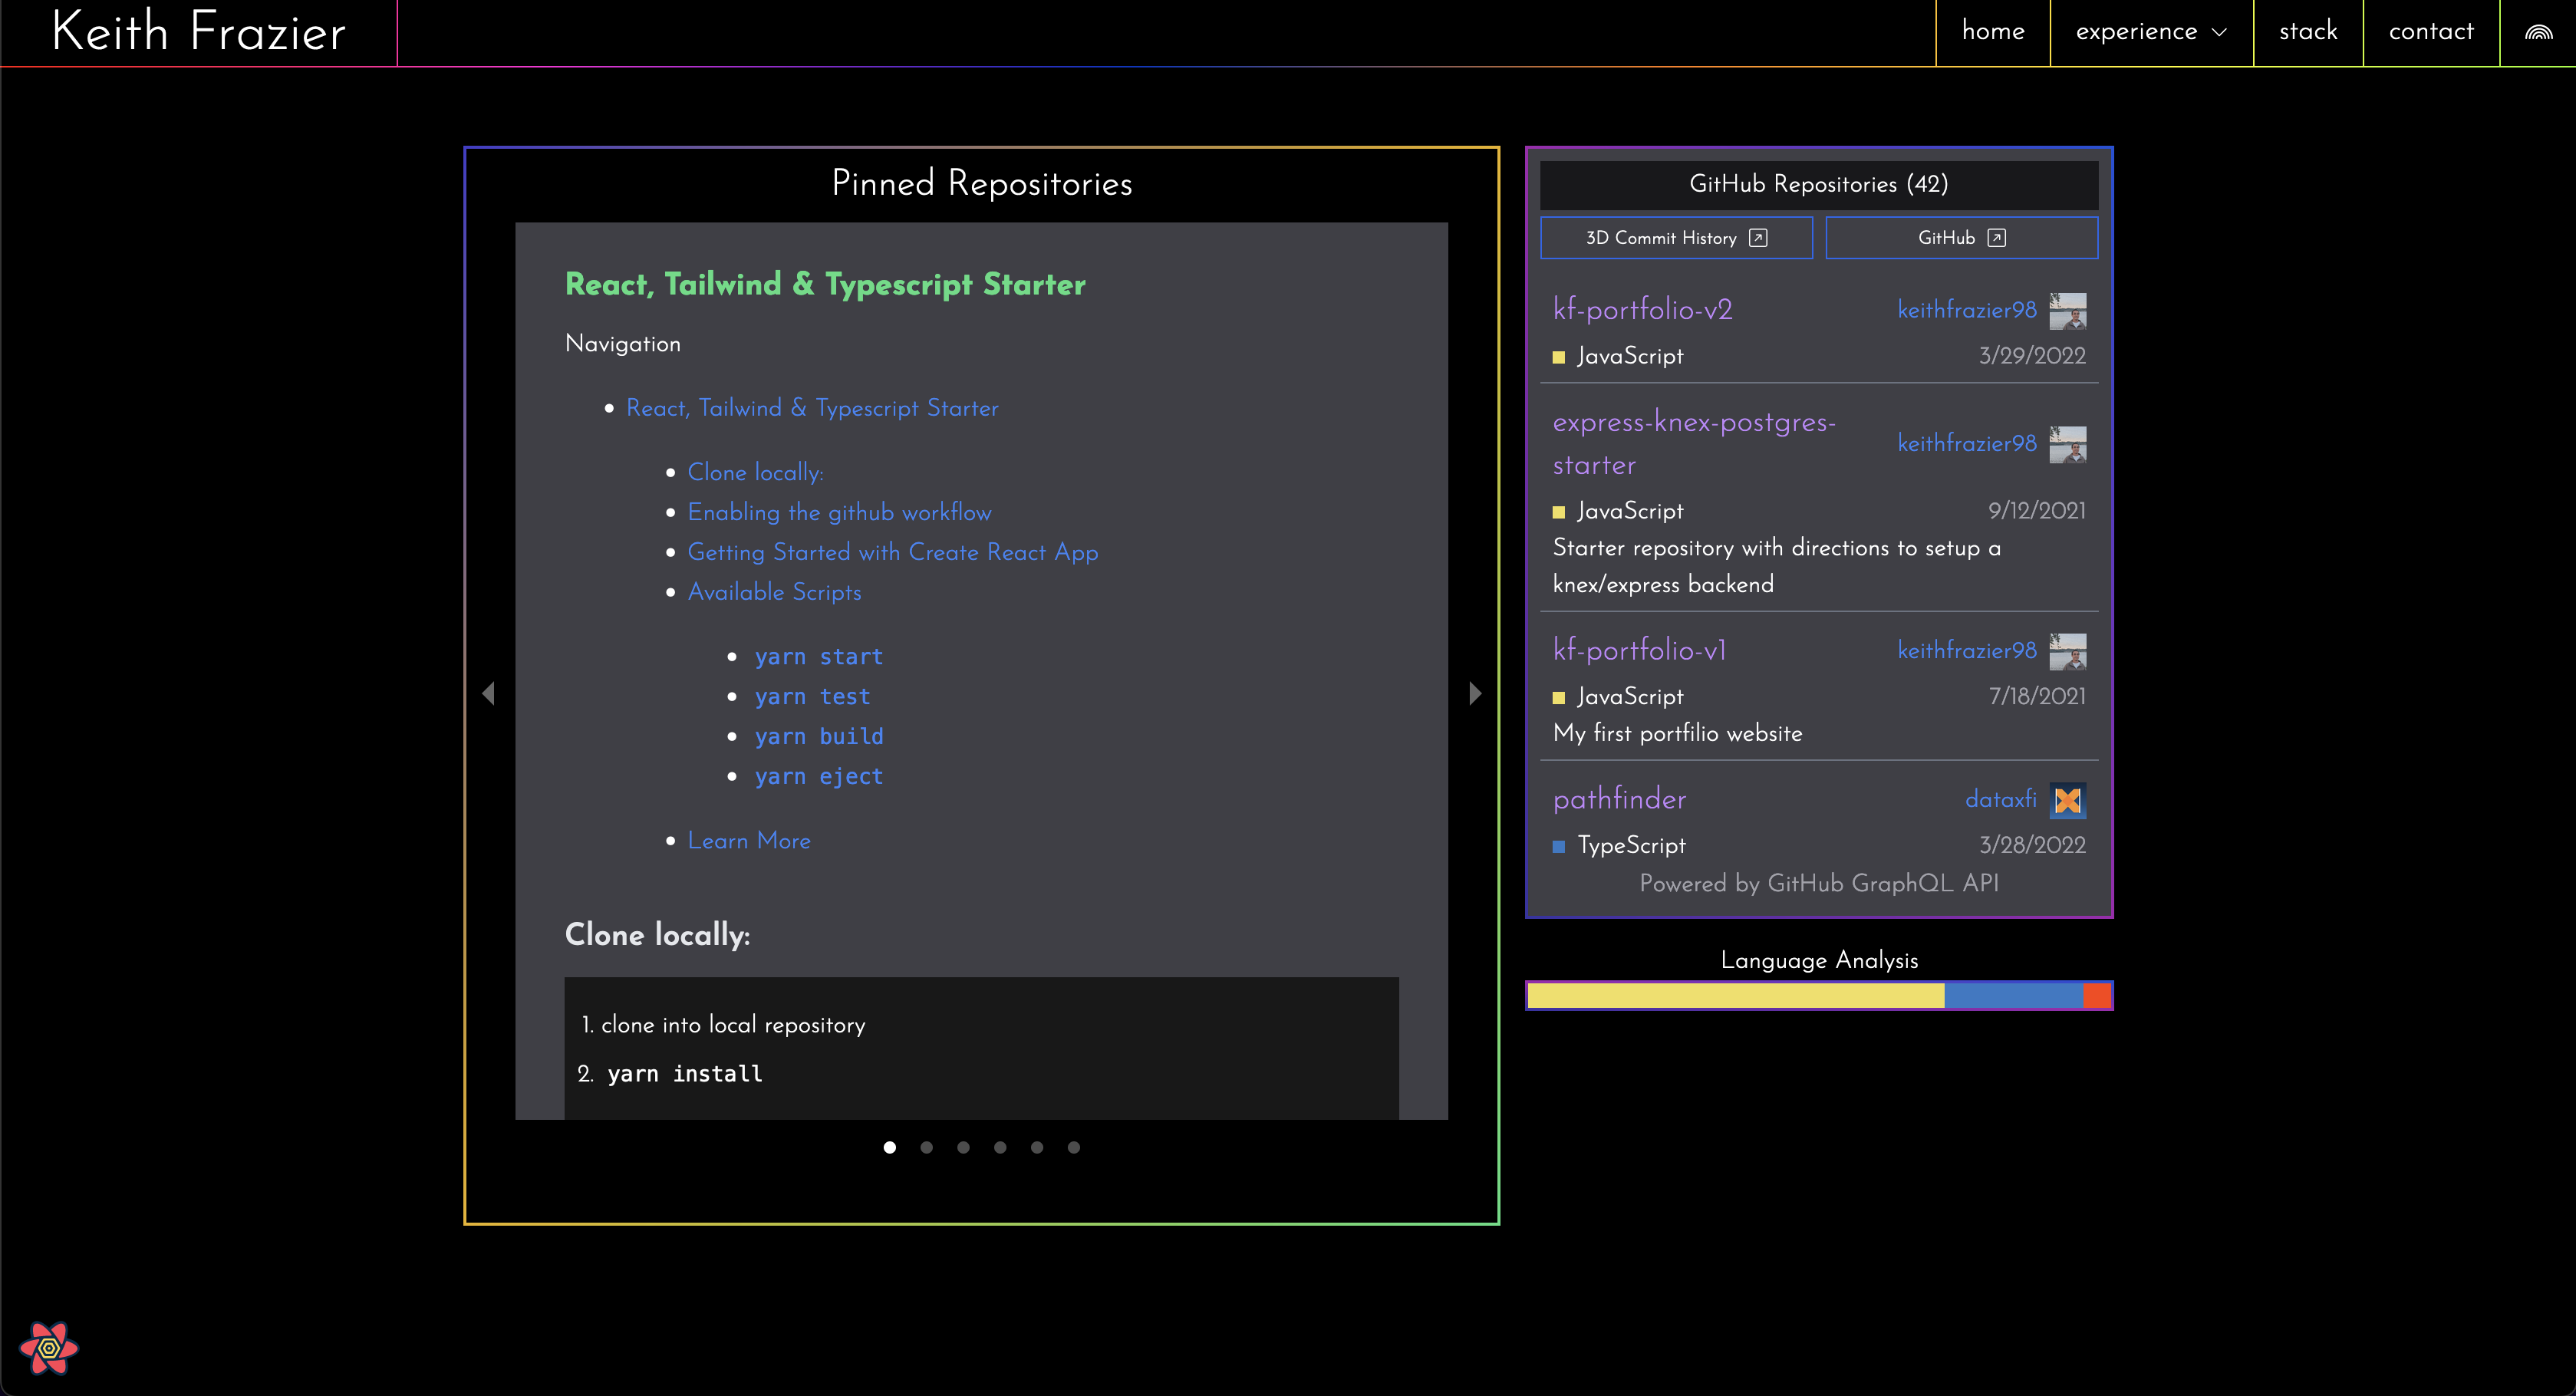 Keith Frazier
home
experience
stack
contact
Pinned Repositories
React, Tailwind & Typescript Starter
Navigation
React, Tailwind & Typescript Starter
Clone locally:
Enabling the github workflow
Getting Started with Create React App
Available Scripts
yarn start
yarn test
yarn build
yarn eject
Learn More
Clone locally:
1. clone into local repository
2. yarn install
GitHub Repositories (42)
3D Commit History
GitHub
kf-portfolio-v2
keithfrazier98
JavaScript
3/29/2022
express-knex-postgres-
starter
keithfrazier98
JavaScript
9/12/2021
Starter repository with directions to setup a
knex/express backend
kf-portfolio-v1
keithfrazier98
JavaScript
7/18/2021
My first portfilio website
pathfinder
dataxfi
TypeScript
3/28/2022
Powered by GitHub GraphQL API
Language Analysis